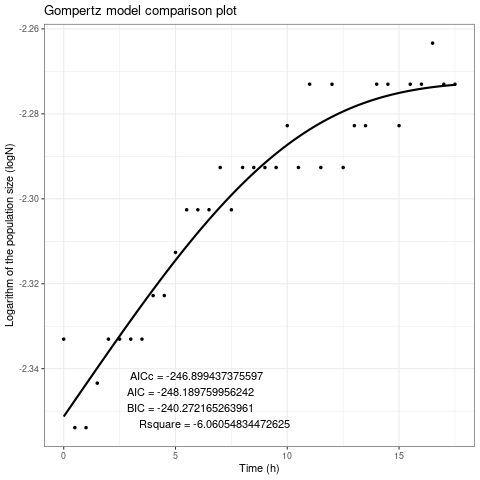 Gompertz model comparison plot
-2.26
-2.28
-2.30
-2.32
-2.34
Logarithm of the population size (logN)
AICc = -246.899437375597
AIC = -248.189759956242
BIC = -240.272165263961
Rsquare = -6.06054834472625
0 5 10 15
Time (h)